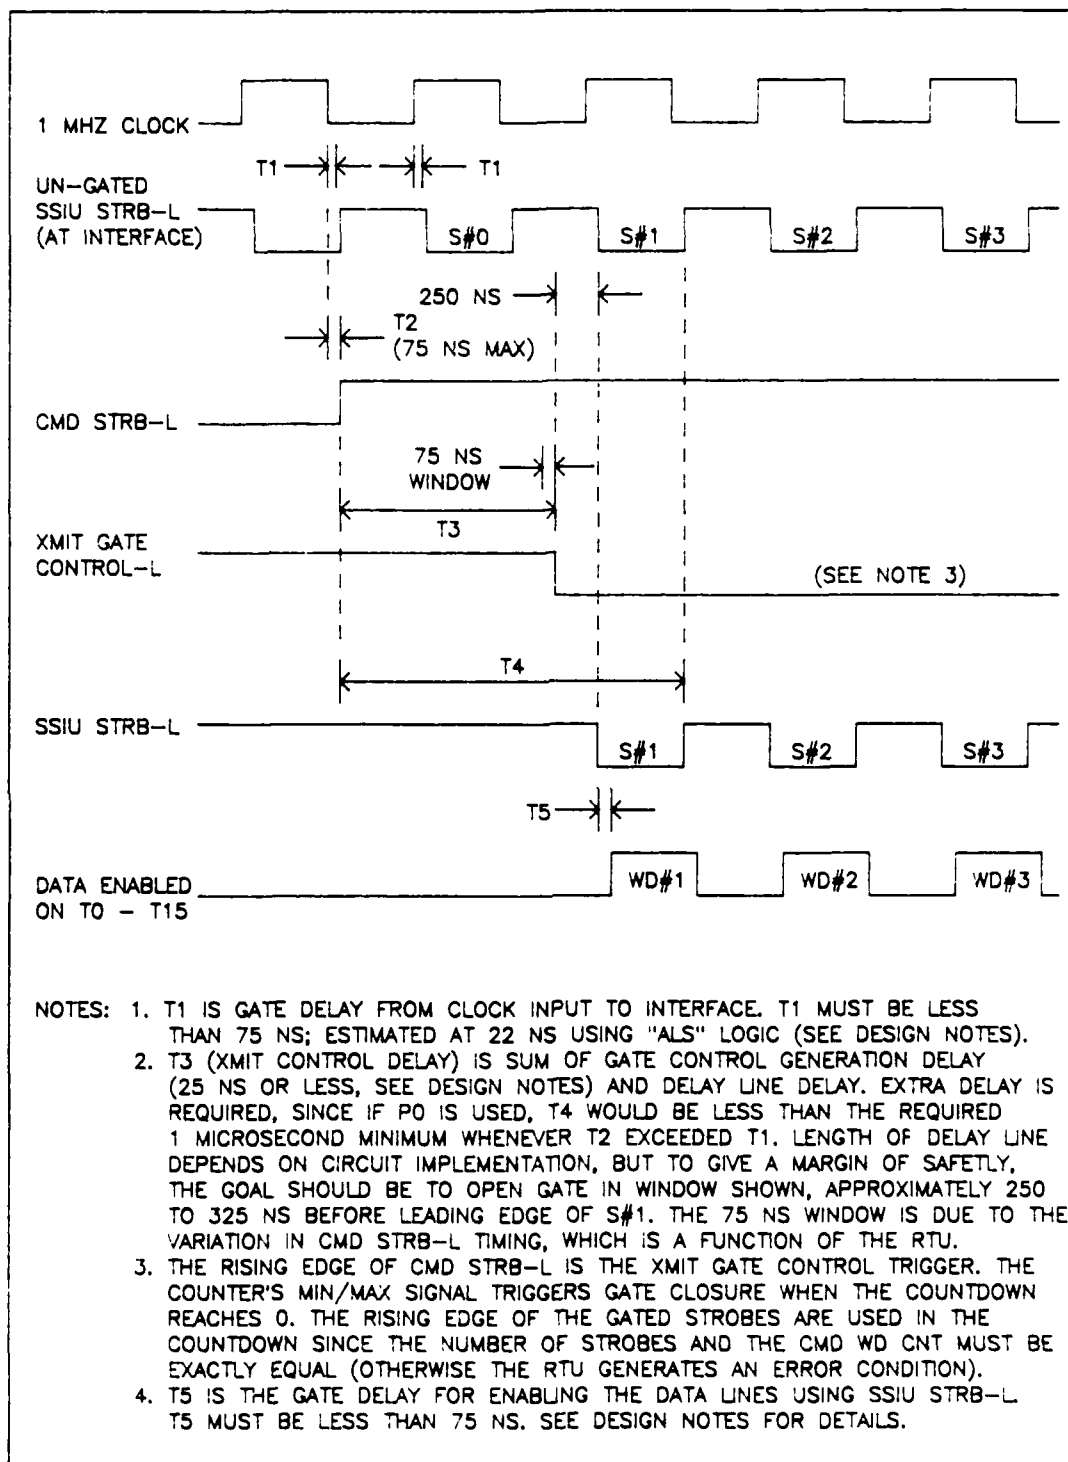 1 MHZ CLOCK
T1
T1
UN-GATED
SSIU STRB-L
(AT INTERFACE)
S#0
S#1
S#2
S#3
250 NS
T2
(75 NS MAX)
CMD STRB-L
75 NS
WINDOW
T3
XMIT GATE
CONTROL-L
(SEE NOTE 3)
T4
SSIU STRB-L
S#1
S#2
S#3
T5
DATA ENABLED
ON T0 - T15
WD#1
WD#2
WD#3
NOTES: 1. T1 IS GATE DELAY FROM CLOCK INPUT TO INTERFACE. T1 MUST BE LESS
THAN 75 NS; ESTIMATED AT 22 NS USING "ALS" LOGIC (SEE DESIGN NOTES).
2. T3 (XMIT CONTROL DELAY) IS SUM OF GATE CONTROL GENERATION DELAY
(25 NS OR LESS, SEE DESIGN NOTES) AND DELAY LINE DELAY. EXTRA DELAY IS
REQUIRED, SINCE IF P0 IS USED, T4 WOULD BE LESS THAN THE REQUIRED
1 MICROSECOND MINIMUM WHENEVER T2 EXCEEDED T1. LENGTH OF DELAY LINE
DEPENDS ON CIRCUIT IMPLEMENTATION, BUT TO GIVE A MARGIN OF SAFETLY,
THE GOAL SHOULD BE TO OPEN GATE IN WINDOW SHOWN, APPROXIMATELY 250
TO 325 NS BEFORE LEADING EDGE OF S#1. THE 75 NS WINDOW IS DUE TO THE
VARIATION IN CMD STRB-L TIMING, WHICH IS A FUNCTION OF THE RTU.
3. THE RISING EDGE OF CMD STRB-L IS THE XMIT GATE CONTROL TRIGGER. THE
COUNTER'S MIN/MAX SIGNAL TRIGGERS GATE CLOSURE WHEN THE COUNTDOWN
REACHES 0. THE RISING EDGE OF THE GATED STROBES ARE USED IN THE
COUNTDOWN SINCE THE NUMBER OF STROBES AND THE CMD WD CNT MUST BE
EXACTLY EQUAL (OTHERWISE THE RTU GENERATES AN ERROR CONDITION).
4. T5 IS THE GATE DELAY FOR ENABLING THE DATA LINES USING SSIU STRB-L.
T5 MUST BE LESS THAN 75 NS. SEE DESIGN NOTES FOR DETAILS.